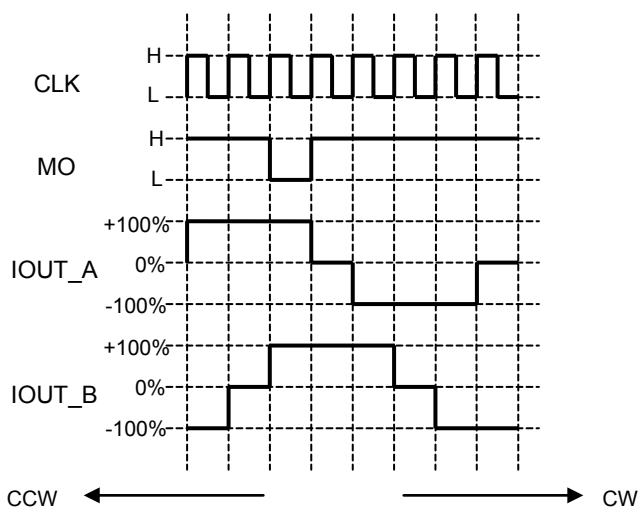 H
CLK
L
H
MO
L
+100%
0%
IOUT_A
-100%
+100%
0%
IOUT_B
-100%
CCW CW